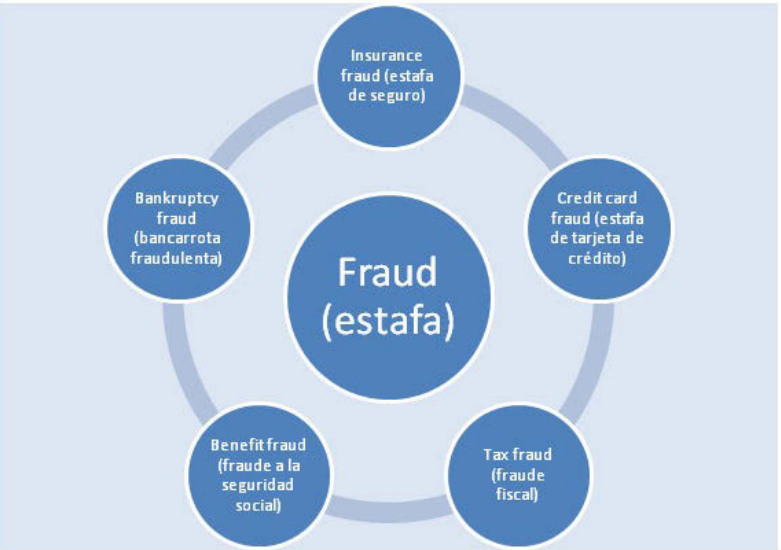 Insurance
fraud (estafa
de seguro)
Credit card
fraud (estafa
de tarjeta de
crédito)
Tax fraud
(fraude
fiscal)
Benefit fraud
(fraude a la
seguridad
social)
Bankruptcy
fraud
(bancarrota
fraudulenta)
Fraud
(estafa)